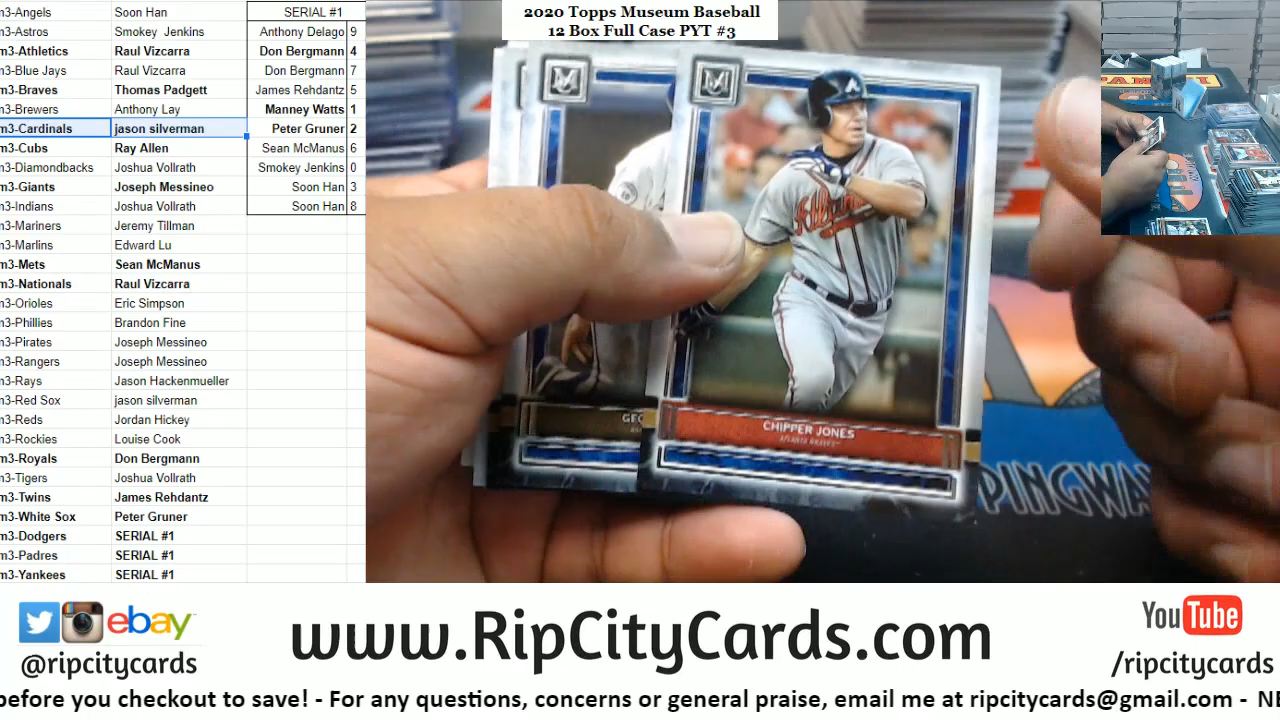 m3-Angels Soon Han
m3-Astros Smokey Jenkins
m3-Athletics Raul Vizcarra
m3-Blue Jays Raul Vizcarra
m3-Braves Thomas Padgett
m3-Brewers Anthony Lay
m3-Cardinals jason silverman
m3-Cubs Ray Allen
m3-Diamondbacks Joshua Vollrath
m3-Giants Joseph Messineo
m3-Indians Joshua Vollrath
m3-Mariners Jeremy Tillman
m3-Marlins Edward Lu
m3-Mets Sean McManus
m3-Nationals Raul Vizcarra
m3-Orioles Eric Simpson
m3-Phillies Brandon Fine
m3-Pirates Joseph Messineo
m3-Rangers Joseph Messineo
m3-Rays Jason Hackenmueller
m3-Red Sox jason silverman
m3-Reds Jordan Hickey
m3-Rockies Louise Cook
m3-Royals Don Bergmann
m3-Tigers Joshua Vollrath
m3-Twins James Rehdantz
m3-White Sox Peter Gruner
m3-Dodgers SERIAL #1
m3-Padres SERIAL #1
m3-Yankees SERIAL #1
SERIAL #1
Anthony Delago 9
Don Bergmann 4
Don Bergmann 7
James Rehdantz 5
Manney Watts 1
Peter Gruner 2
Sean McManus 6
Smokey Jenkins 0
Soon Han 3
Soon Han 8
2020 Topps Museum Baseball
12 Box Full Case PYT #3
M
M
A
GEO
CHIPPER JONES
ATLANTA BRAVES
PINGWA
ebay
@ripcitycards
www.RipCityCards.com
YouTube
/ripcitycards
before you checkout to save! - For any questions, concerns or general praise, email me at ripcitycards@gmail.com - NE